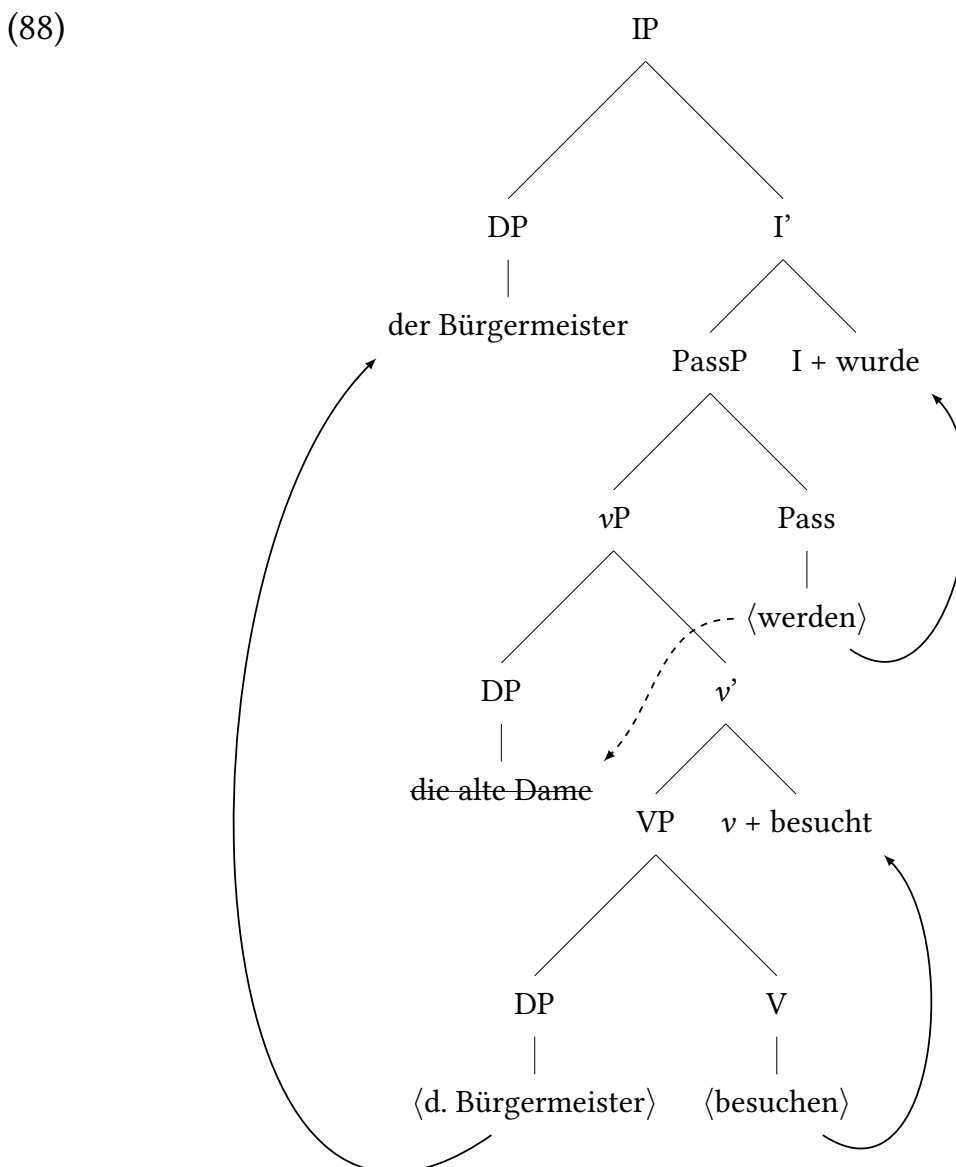 (88)
IP
DP I’
der Bürgermeister
PassP I + wurde
vP Pass
⟨werden⟩
DP v’
die alte Dame
VP v + besucht
DP V
⟨d. Bürgermeister⟩ ⟨besuchen⟩